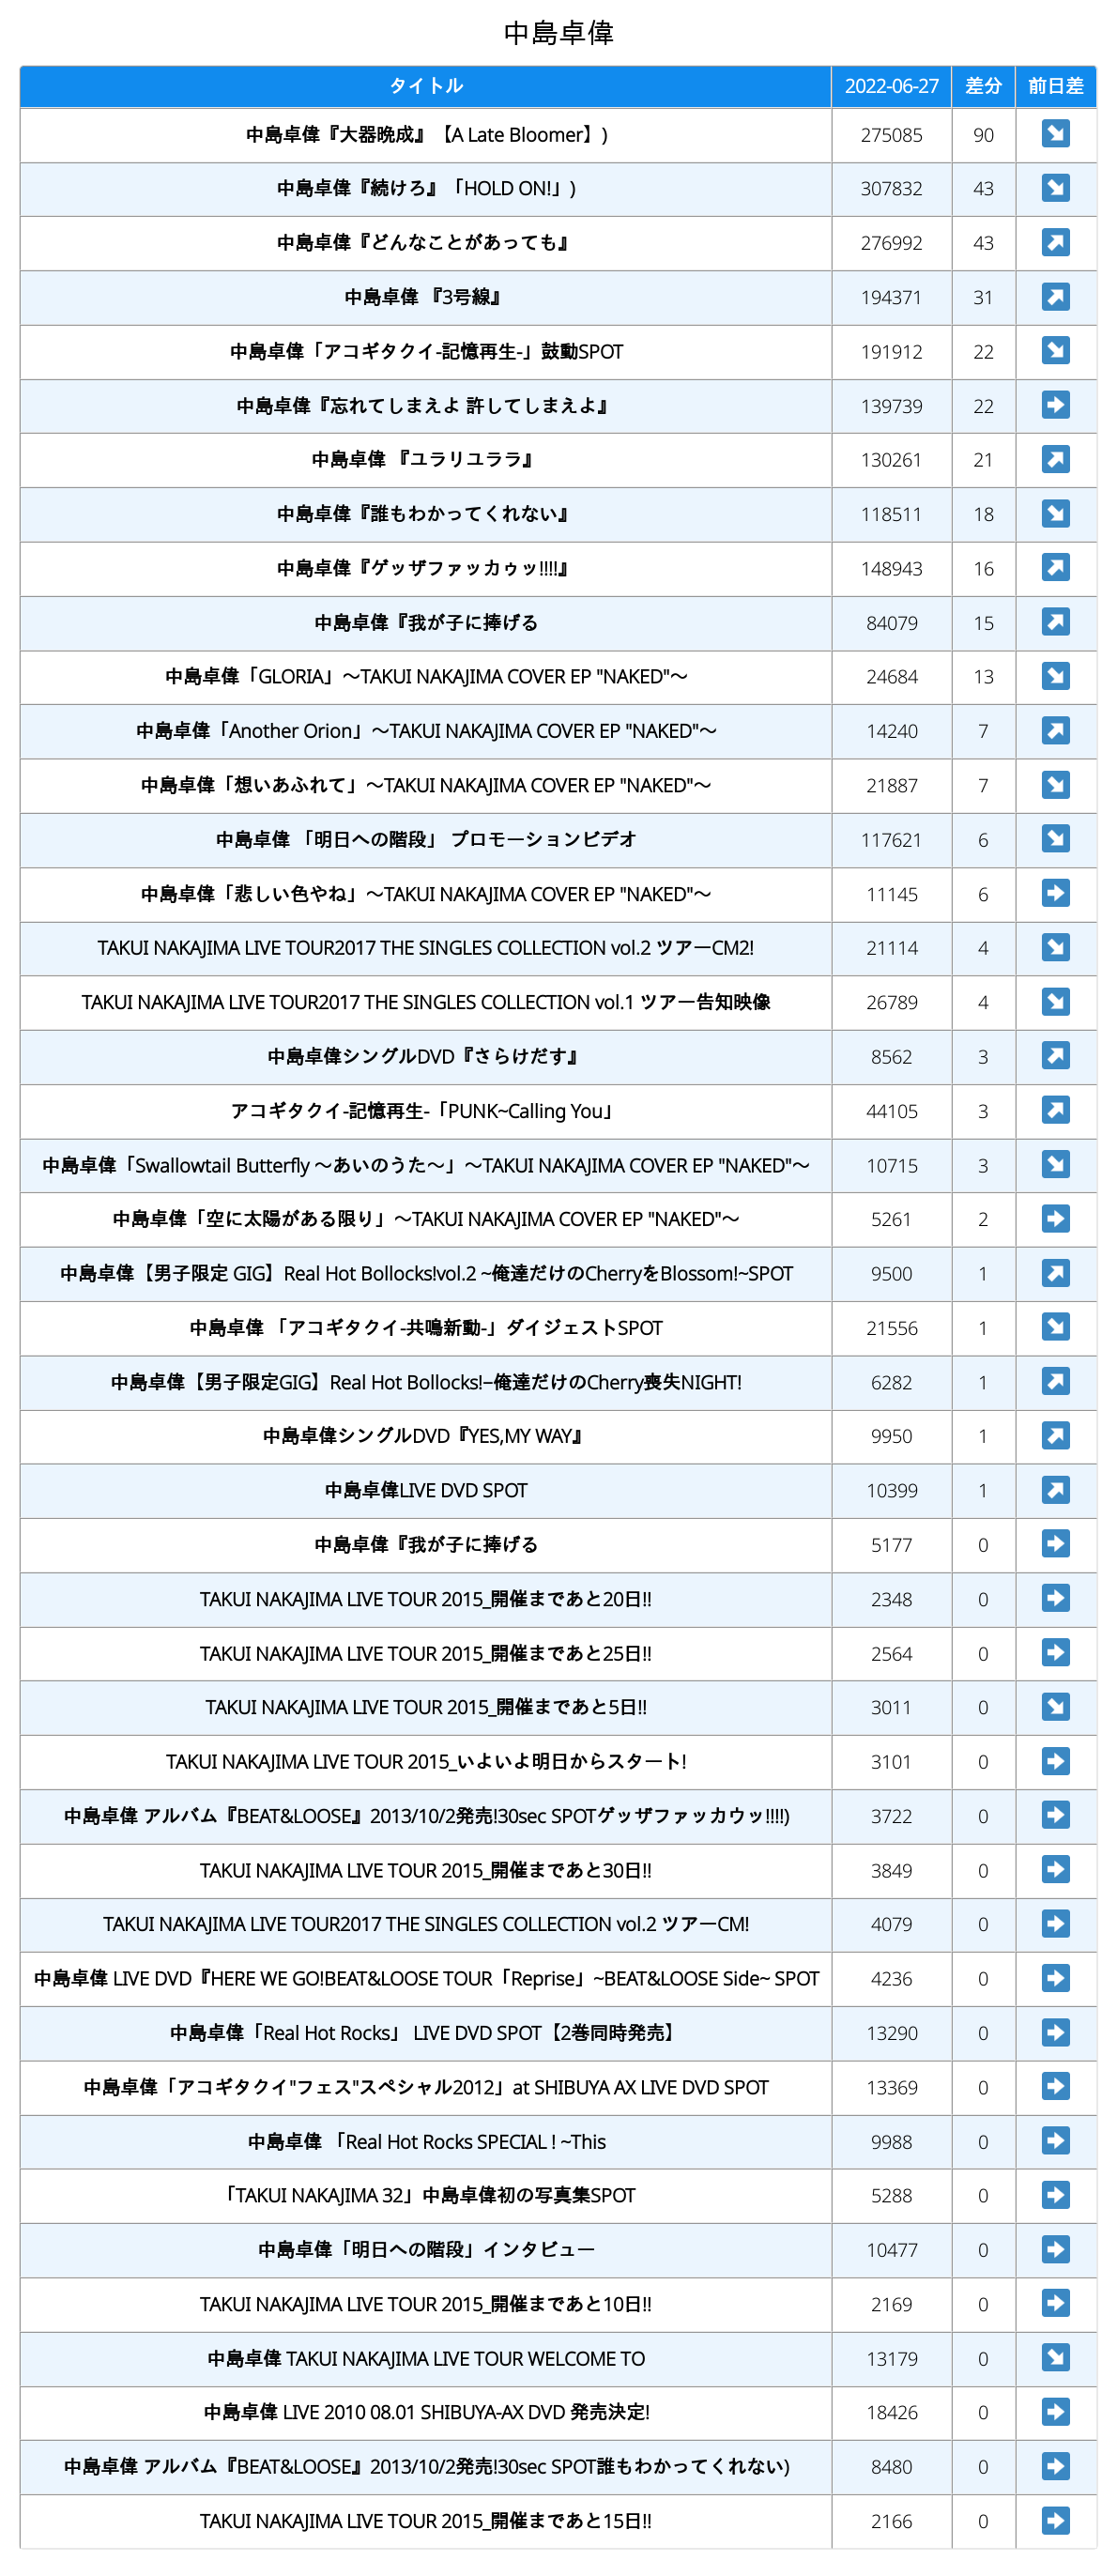 中島卓偉
タイトル 2022-06-27 差分 前日差
中島卓偉『大器晩成』【A Late Bloomer】) 275085 90 ↘
中島卓偉『続けろ』「HOLD ON!」) 307832 43 ↘
中島卓偉『どんなことがあっても』 276992 43 ↗
中島卓偉 『3号線』 194371 31 ↗
中島卓偉「アコギタクイ-記憶再生-」鼓動SPOT 191912 22 ↘
中島卓偉『忘れてしまえよ 許してしまえよ』 139739 22 ➡
中島卓偉 『ユラリユララ』 130261 21 ↗
中島卓偉『誰もわかってくれない』 118511 18 ↘
中島卓偉『ゲッザファッカゥッ!!!!』 148943 16 ↗
中島卓偉『我が子に捧げる 84079 15 ↗
中島卓偉「GLORIA」〜TAKUI NAKAJIMA COVER EP "NAKED"〜 24684 13 ↘
中島卓偉「Another Orion」〜TAKUI NAKAJIMA COVER EP "NAKED"〜 14240 7 ↗
中島卓偉「想いあふれて」〜TAKUI NAKAJIMA COVER EP "NAKED"〜 21887 7 ↘
中島卓偉 「明日への階段」 プロモーションビデオ 117621 6 ↘
中島卓偉「悲しい色やね」〜TAKUI NAKAJIMA COVER EP "NAKED"〜 11145 6 ➡
TAKUI NAKAJIMA LIVE TOUR2017 THE SINGLES COLLECTION vol.2 ツアーCM2! 21114 4 ↘
TAKUI NAKAJIMA LIVE TOUR2017 THE SINGLES COLLECTION vol.1 ツアー告知映像 26789 4 ↘
中島卓偉シングルDVD『さらけだす』 8562 3 ↗
アコギタクイ-記憶再生-「PUNK~Calling You」 44105 3 ↗
中島卓偉「Swallowtail Butterfly 〜あいのうた〜」〜TAKUI NAKAJIMA COVER EP "NAKED"〜 10715 3 ↘
中島卓偉「空に太陽がある限り」〜TAKUI NAKAJIMA COVER EP "NAKED"〜 5261 2 ➡
中島卓偉【男子限定 GIG】Real Hot Bollocks!vol.2 ~俺達だけのCherryをBlossom!~SPOT 9500 1 ↗
中島卓偉 「アコギタクイ-共鳴新動-」ダイジェストSPOT 21556 1 ↘
中島卓偉【男子限定GIG】Real Hot Bollocks!−俺達だけのCherry喪失NIGHT! 6282 1 ↗
中島卓偉シングルDVD『YES,MY WAY』 9950 1 ↗
中島卓偉LIVE DVD SPOT 10399 1 ↗
中島卓偉『我が子に捧げる 5177 0 ➡
TAKUI NAKAJIMA LIVE TOUR 2015_開催まであと20日!! 2348 0 ➡
TAKUI NAKAJIMA LIVE TOUR 2015_開催まであと25日!! 2564 0 ➡
TAKUI NAKAJIMA LIVE TOUR 2015_開催まであと5日!! 3011 0 ↘
TAKUI NAKAJIMA LIVE TOUR 2015_いよいよ明日からスタート! 3101 0 ➡
中島卓偉 アルバム『BEAT&LOOSE』2013/10/2発売!30sec SPOTゲッザファッカウッ!!!!) 3722 0 ➡
TAKUI NAKAJIMA LIVE TOUR 2015_開催まであと30日!! 3849 0 ➡
TAKUI NAKAJIMA LIVE TOUR2017 THE SINGLES COLLECTION vol.2 ツアーCM! 4079 0 ➡
中島卓偉 LIVE DVD『HERE WE GO!BEAT&LOOSE TOUR「Reprise」~BEAT&LOOSE Side~ SPOT 4236 0 ➡
中島卓偉「Real Hot Rocks」 LIVE DVD SPOT【2巻同時発売】 13290 0 ➡
中島卓偉「アコギタクイ"フェス"スペシャル2012」at SHIBUYA AX LIVE DVD SPOT 13369 0 ➡
中島卓偉 「Real Hot Rocks SPECIAL ! ~This 9988 0 ➡
「TAKUI NAKAJIMA 32」中島卓偉初の写真集SPOT 5288 0 ➡
中島卓偉「明日への階段」インタビュー 10477 0 ➡
TAKUI NAKAJIMA LIVE TOUR 2015_開催まであと10日!! 2169 0 ➡
中島卓偉 TAKUI NAKAJIMA LIVE TOUR WELCOME TO 13179 0 ↘
中島卓偉 LIVE 2010 08.01 SHIBUYA-AX DVD 発売決定! 18426 0 ➡
中島卓偉 アルバム『BEAT&LOOSE』2013/10/2発売!30sec SPOT誰もわかってくれない) 8480 0 ➡
TAKUI NAKAJIMA LIVE TOUR 2015_開催まであと15日!! 2166 0 ➡